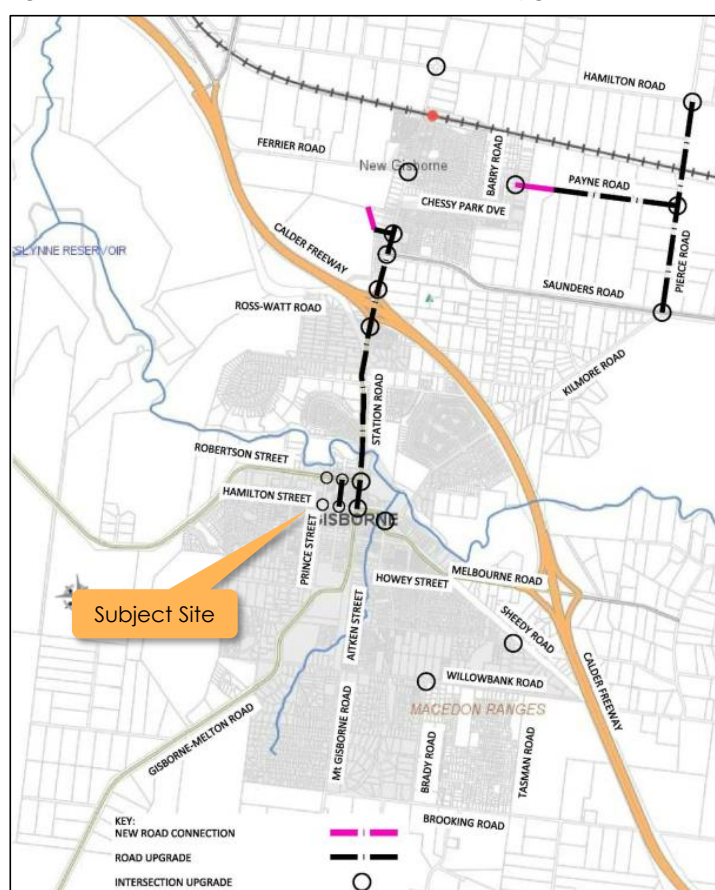 HAMILTON ROAD
FERRIER ROAD
New Gisborne
BARRY ROAD
PAYNE ROAD
CHESSY PARK DVE
CALDER FREEWAY
SLYNNE RESERVOIR
SAUNDERS ROAD
PIERCE ROAD
ROSS-WATT ROAD
KILMORE ROAD
STATION ROAD
ROBERTSON STREET
HAMILTON STREET
GISBORNE
PRINCE STREET
MELBOURNE ROAD
HOWEY STREET
Subject Site
AITKEN STREET
SHEEDY ROAD
WILLOWBANK ROAD
CALDER FREEWAY
MACEDON RANGES
GISBORNE-MELTON ROAD
Mt GISBORNE ROAD
BRADY ROAD
TASMAN ROAD
BROOKING ROAD
KEY:
NEW ROAD CONNECTION
ROAD UPGRADE
INTERSECTION UPGRADE